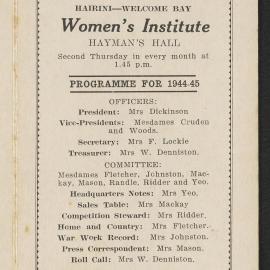 HAIRINI—WELCOME BAY
Women's Institute
HAYMAN'S HALL
Second Thursday in every month at
1.45 p.m.
PROGRAMME FOR 1944-45
OFFICERS:
President: Mrs Dickinson
Vice-Presidents: Mesdames Cruden
and Woods.
Secretary: Mrs F. Lockie
Treasurer: Mrs W. Denniston.
COMMITTEE:
Mesdames Fletcher, Johnston, Mac-
kay, Mason, Randle, Ridder and Yeo.
Headquarters Notes: Mrs Yeo.
Sales Table: Mrs Mackay
Competition Steward: Mrs Ridder.
Home and Country: Mrs Fletcher.
War Work Record: Mrs Johnston.
Press Correspondent: Mrs Mason.
Roll Call: Mrs W. Denniston.